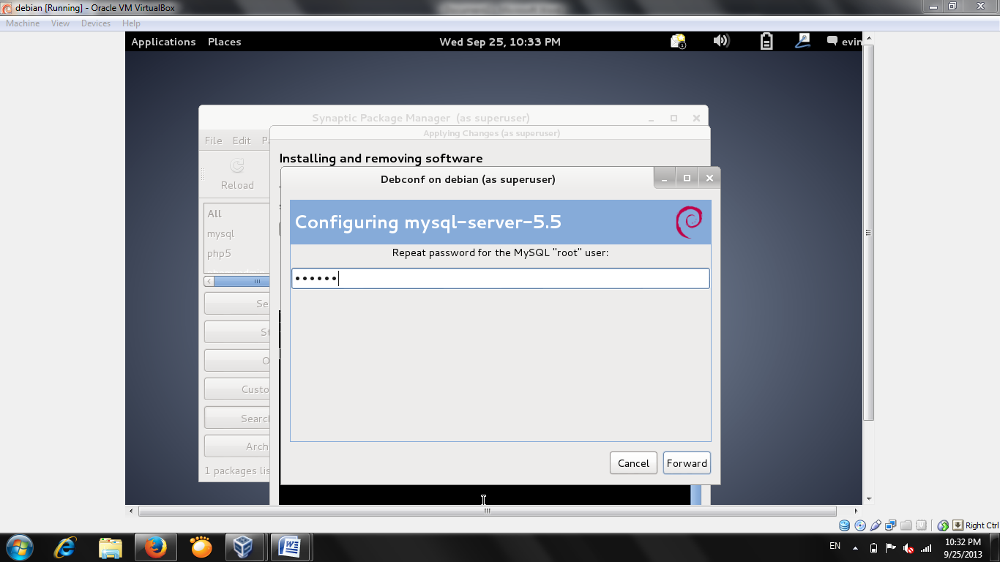 debian [Running] - Oracle VM VirtualBox
Machine View Devices Help
Applications Places Wed Sep 25, 10:33 PM 1 evin
Synaptic Package Manager (as superuser)
Applying Changes (as superuser)
File Edit
Installing and removing software
Debconf on debian (as superuser)
Reload
Configuring mysql-server-5.5
All
Repeat password for the MySQL "root" user:
mysql
php5
••••••
Se
St
O
Custo
Search
Archi
Cancel Forward
1 packages lis
Right Ctrl
EN
10:32 PM
9/25/2013